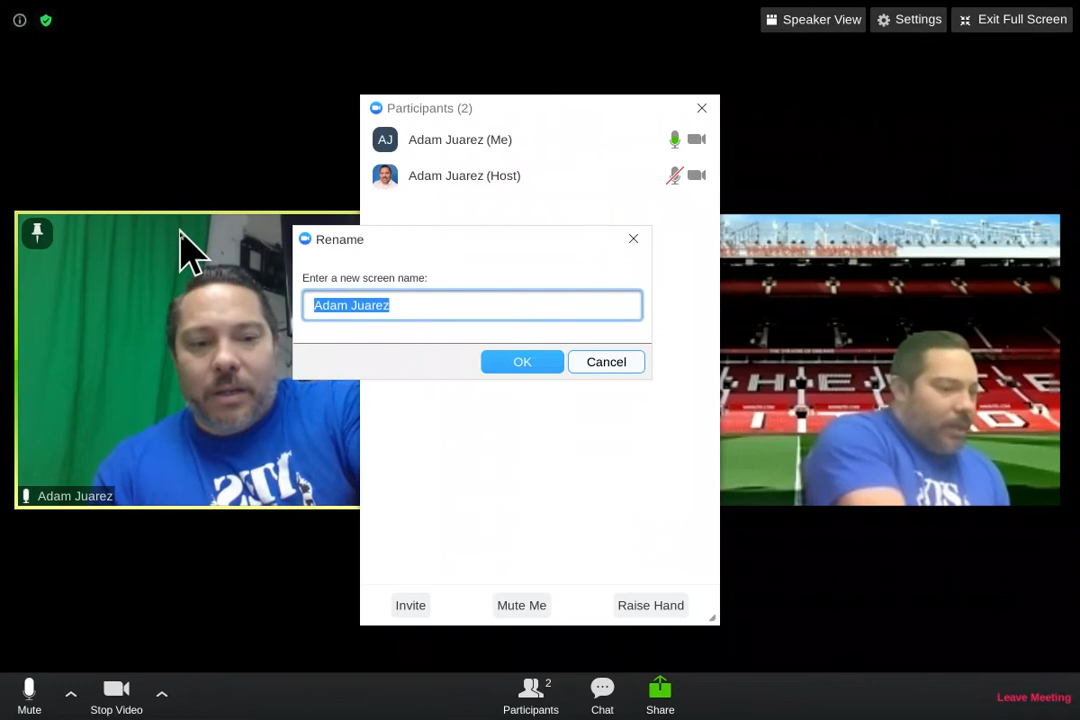 Speaker View Settings Exit Full Screen
Participants (2)
AJ Adam Juarez (Me)
Adam Juarez (Host)
Rename
Enter a new screen name:
Adam Juarez
OK Cancel
Adam Juarez
Invite Mute Me Raise Hand
Mute Stop Video Participants 2 Chat Share Leave Meeting